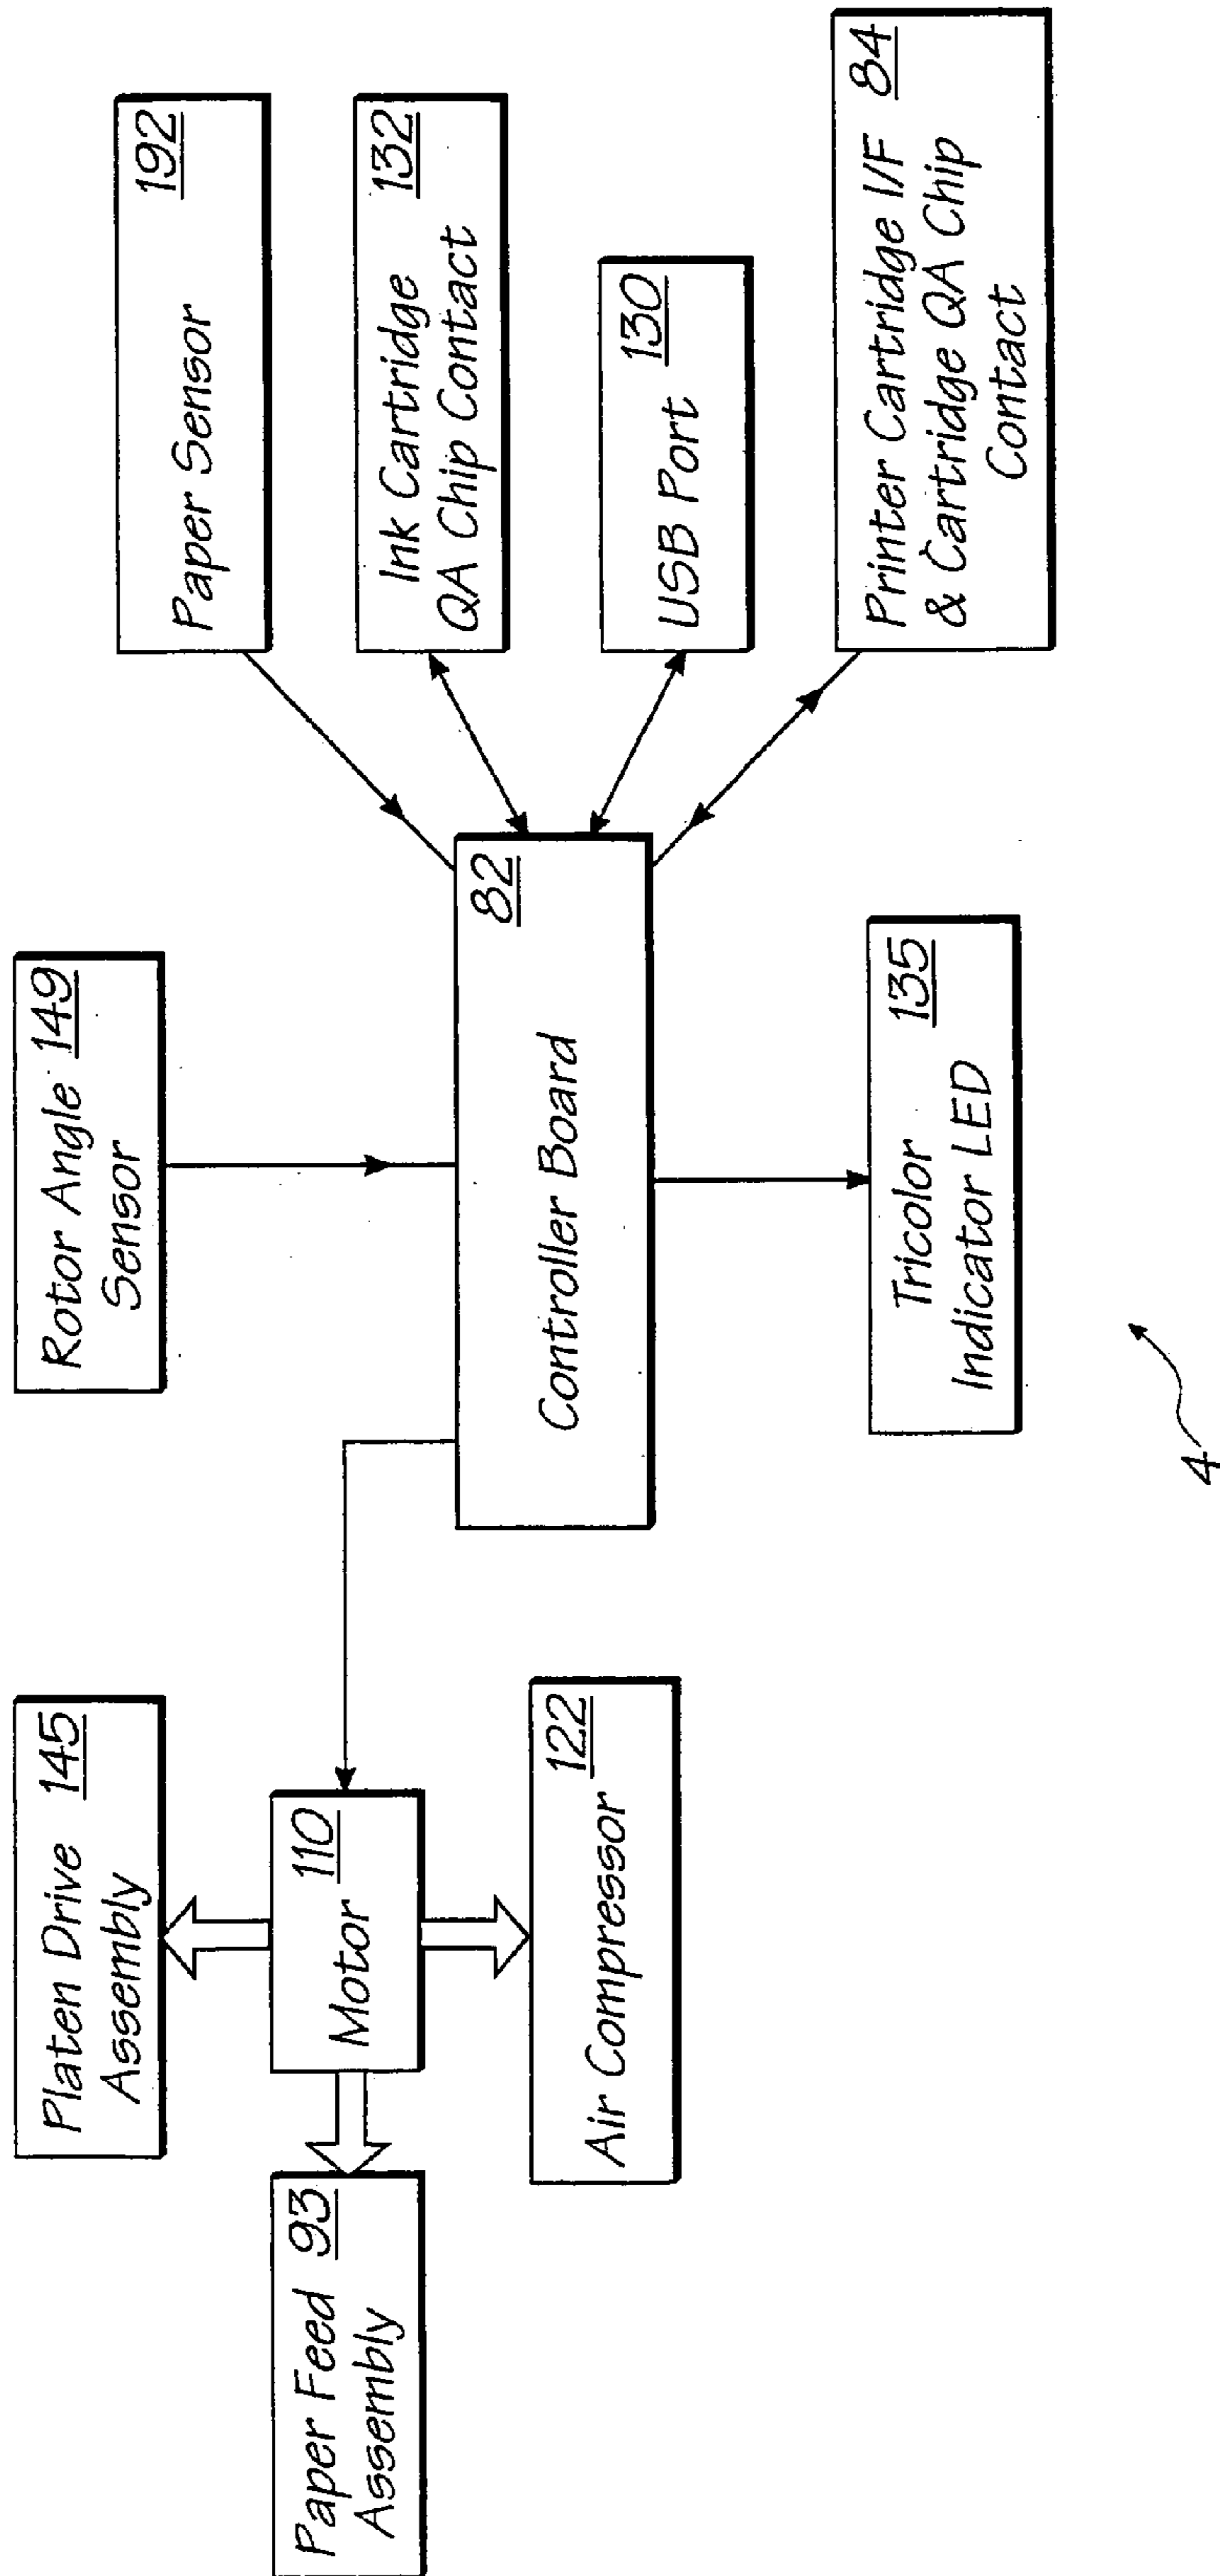 Platen Drive 145
Assembly
Rotor Angle 149
Sensor
Paper Sensor
192
Paper Feed 93
Assembly
110
Motor
Ink Cartridge 132
QA Chip Contact
82
Controller Board
122
Air Compressor
130
USB Port
Tricolor 135
Indicator LED
Printer Cartridge I/F 84
& Cartridge QA Chip
Contact
4